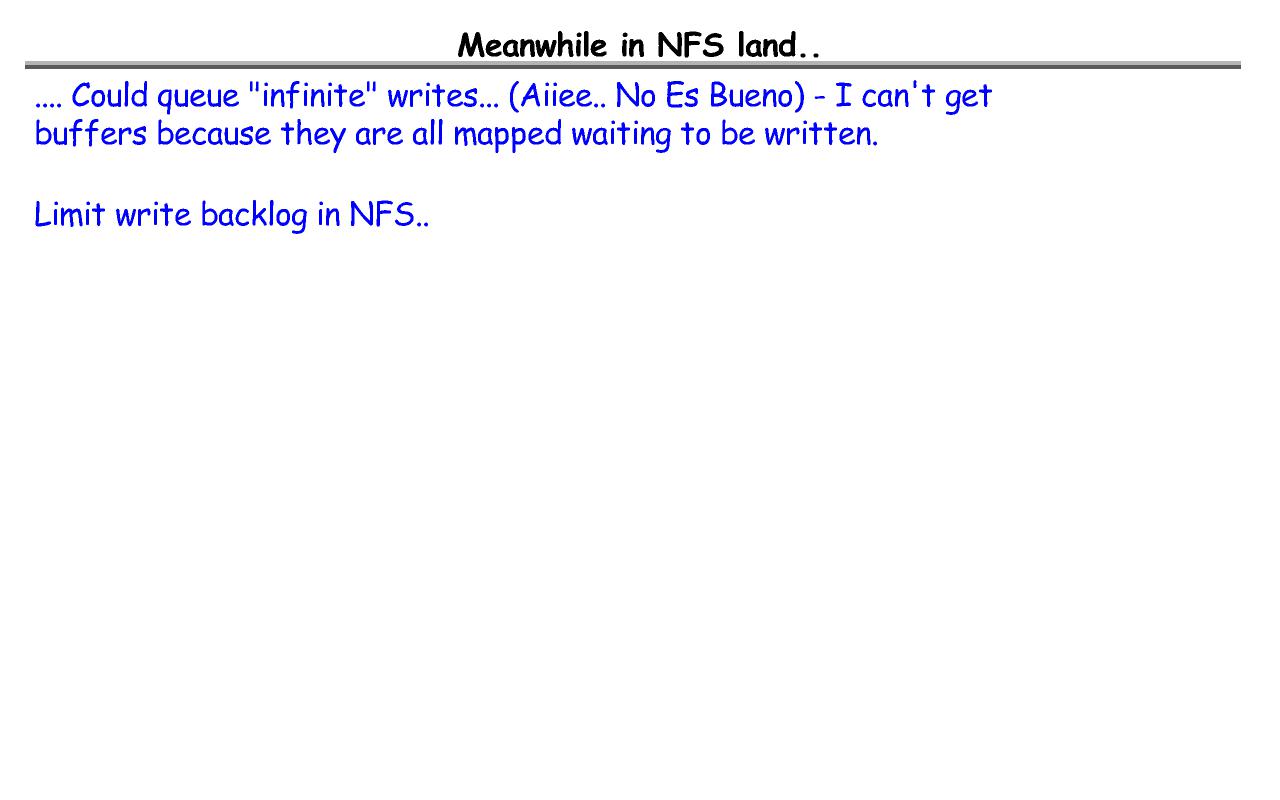 Meanwhile in NFS land..
.... Could queue "infinite" writes... (Aiiee.. No Es Bueno) - I can't get
buffers because they are all mapped waiting to be written.
Limit write backlog in NFS..